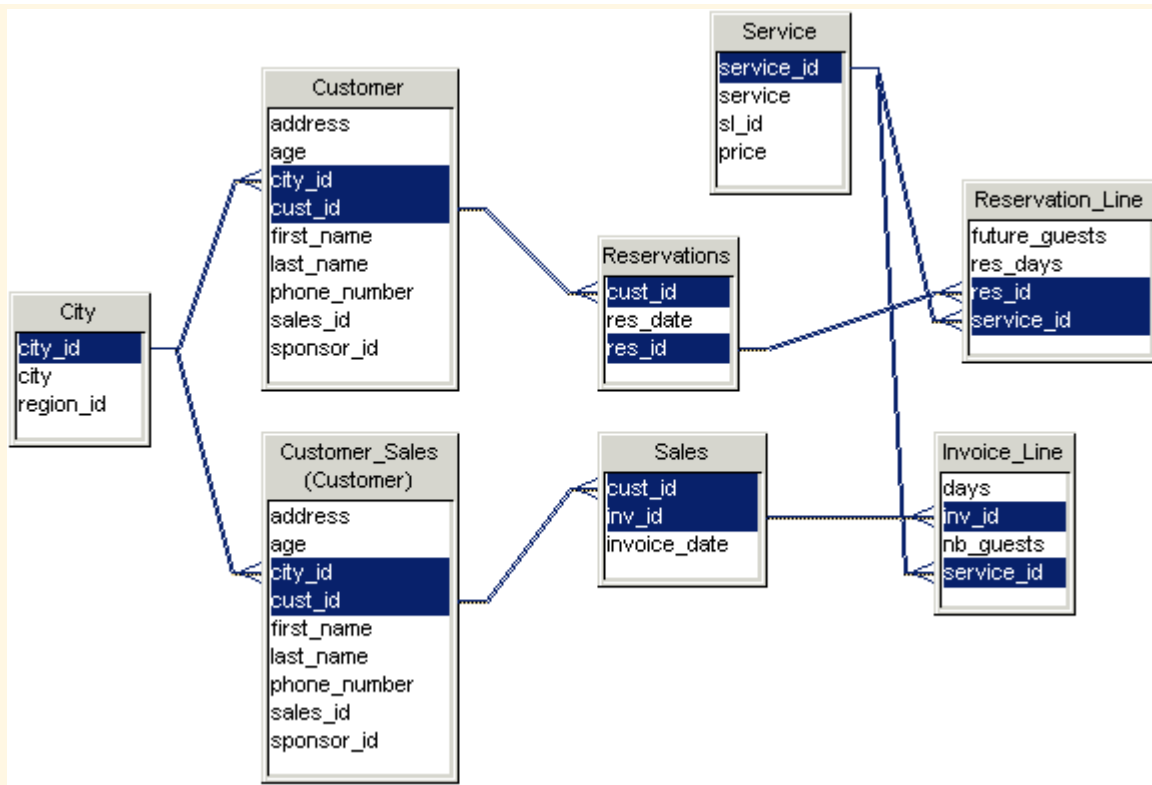 City
city_id
city
region_id
Customer
address
age
city_id
cust_id
first_name
last_name
phone_number
sales_id
sponsor_id
Customer_Sales
(Customer)
address
age
city_id
cust_id
first_name
last_name
phone_number
sales_id
sponsor_id
Reservations
cust_id
res_date
res_id
Sales
cust_id
inv_id
invoice_date
Service
service_id
service
sl_id
price
Reservation_Line
future_guests
res_days
res_id
service_id
Invoice_Line
days
inv_id
nb_guests
service_id